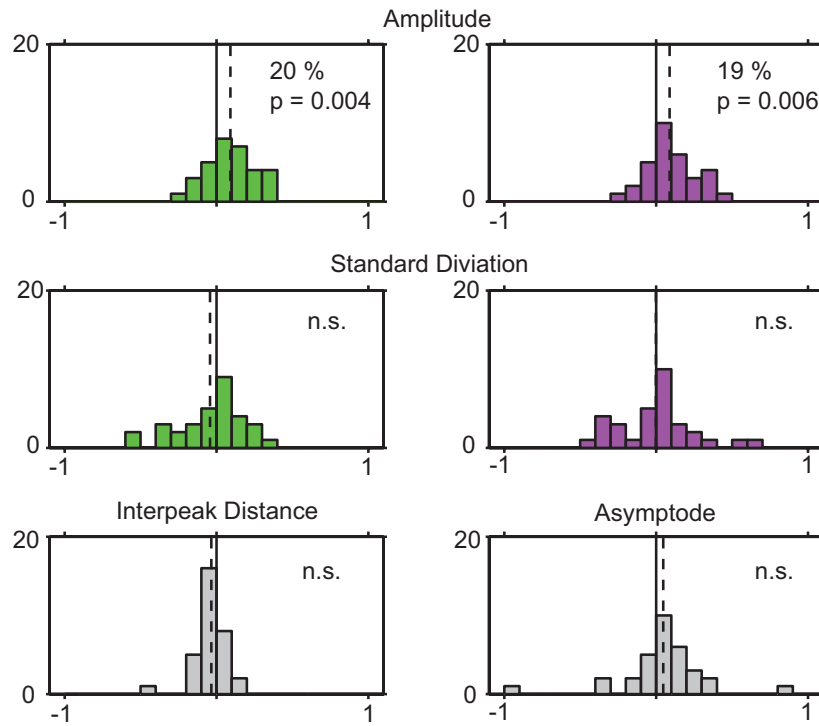 Amplitude
20
20 %
p = 0.004
0
-1
1
20
19 %
p = 0.006
0
-1
1
Standard Diviation
20
n.s.
0
-1
1
20
n.s.
0
-1
1
Interpeak Distance
20
n.s.
0
-1
1
Asymptode
20
n.s.
0
-1
1